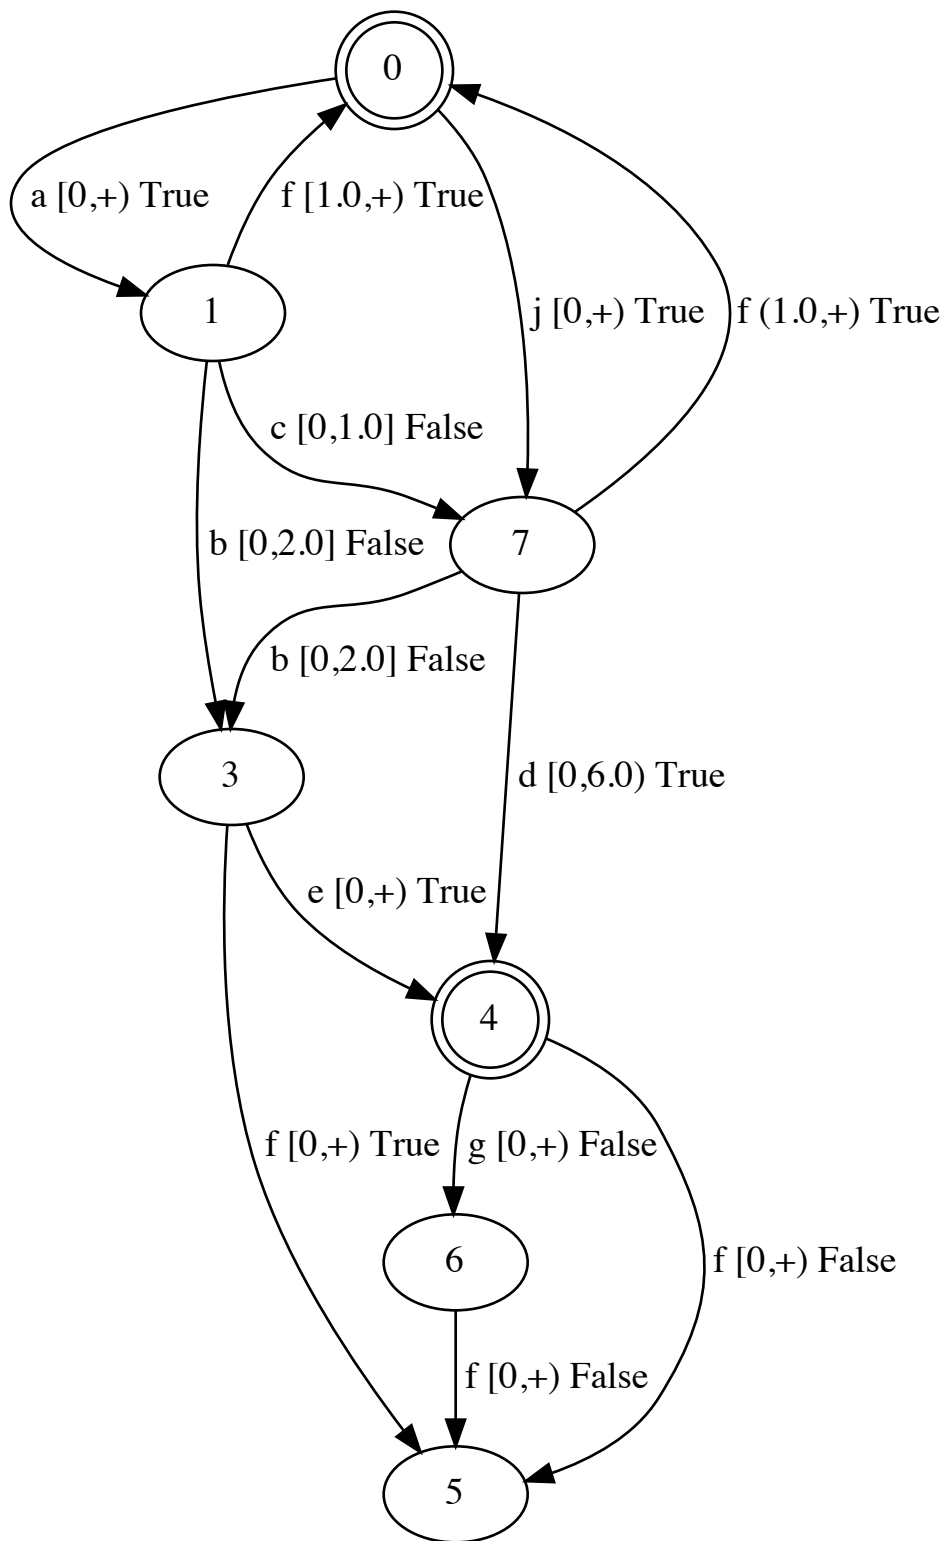 0
a [0,+) True
f [1.0,+) True
1
j [0,+) True
f (1.0,+) True
c [0,1.0] False
b [0,2.0] False
7
b [0,2.0] False
3
d [0,6.0) True
e [0,+) True
4
f [0,+) True
g [0,+) False
6
f [0,+) False
f [0,+) False
5